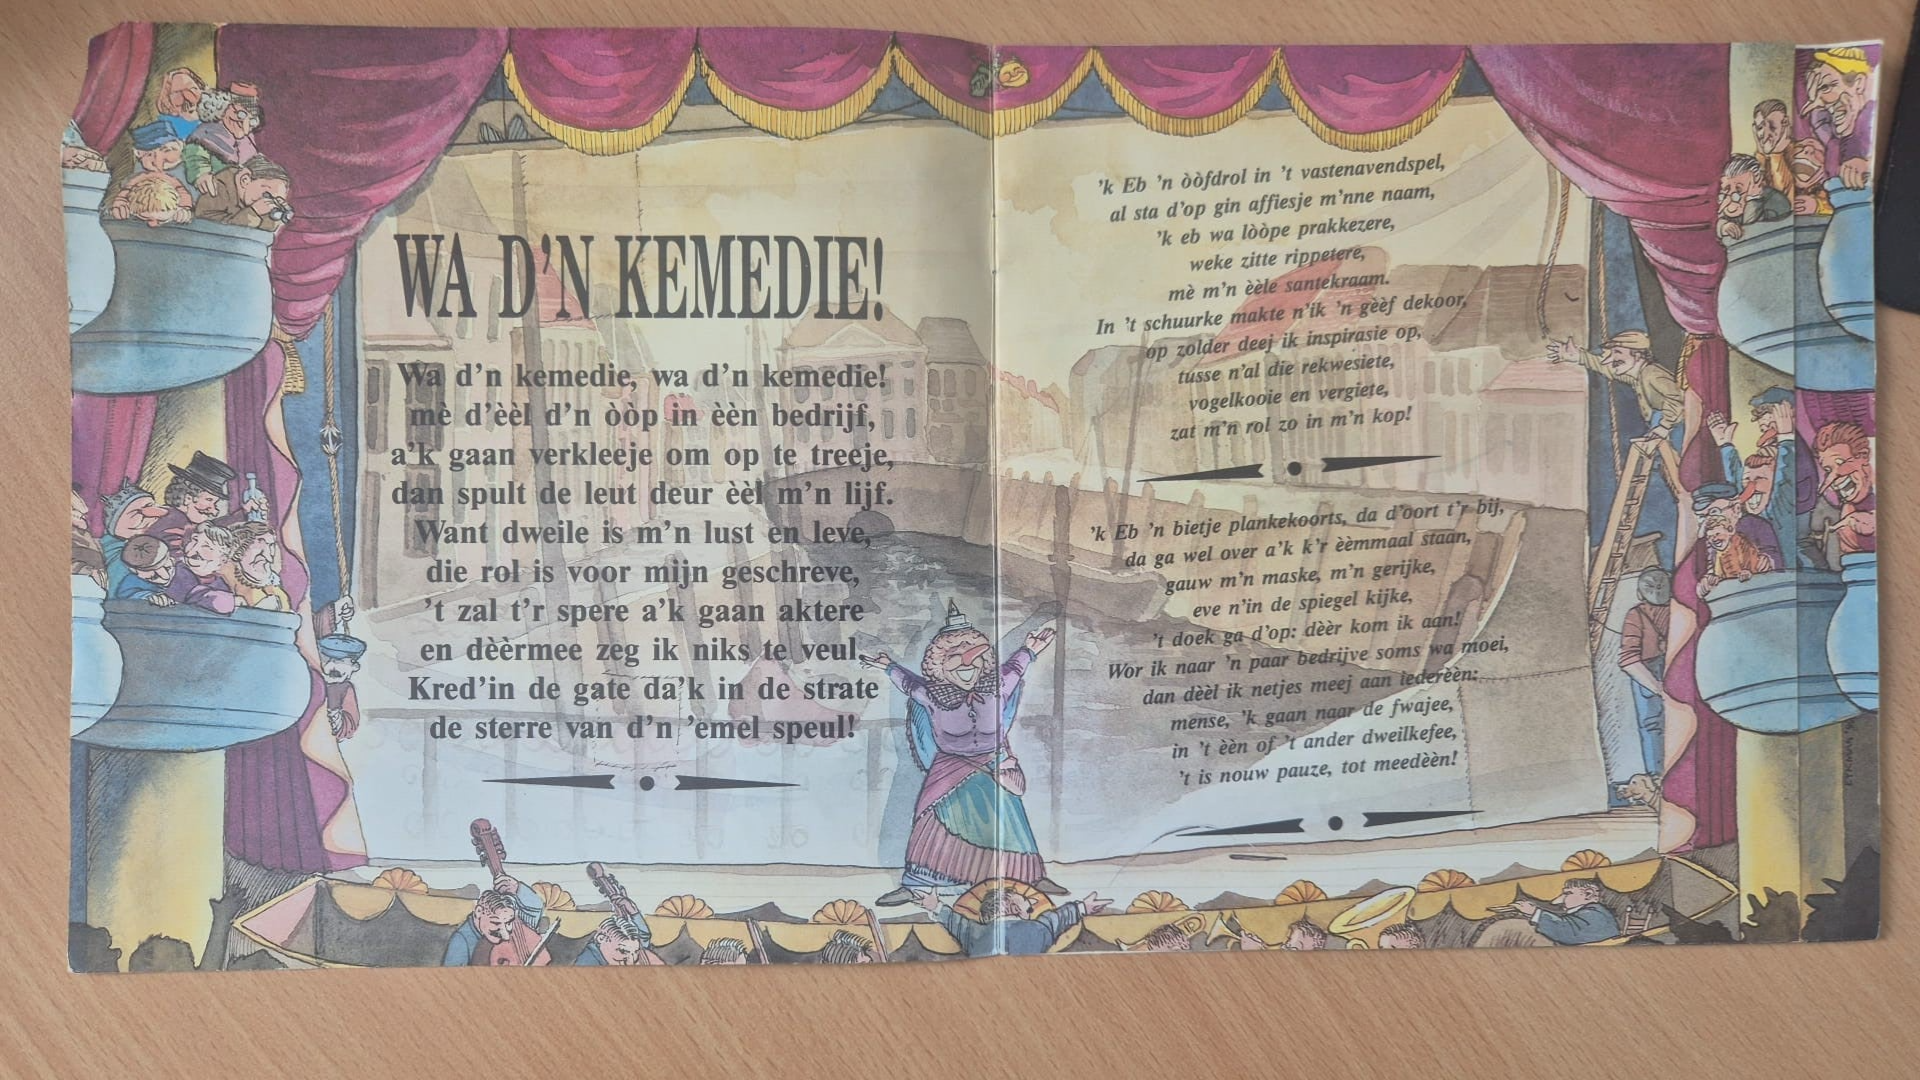 WA D'N KEMEDIE!
Wa d'n kemedie, wa d'n kemedie!
mè d'èèl d'n òòp in èèn bedrijf,
a'k gaan verkleeje om op te treeje,
dan spult de leut deur èèl m'n lijf.
Want dweile is m'n lust en leve,
die rol is voor mijn geschreve,
't zal t'r spere a'k gaan aktere
en dèèrmee zeg ik niks te veul.
Kred'in de gate da'k in de strate
de sterre van d'n 'emel speul!
'k Eb 'n òòfdrol in 't vastenavendspel,
al sta d'op gin affiesje m'nne naam,
'k eb wa lòòpe prakkezere,
weke zitte rippetere,
mè m'n èèle santekraam.
In 't schuurke makte n'ik 'n gèèf dekoor,
op zolder deej ik inspirasie op,
tusse n'al die rekwesiete,
vogelkooie en vergiete,
zat m'n rol zo in m'n kop!
'k Eb 'n bietje plankekoorts, da d'oort t'r bij,
da ga wel over a'k k'r èèmmaal staan,
gauw m'n maske, m'n gerijke,
eve n'in de spiegel kijke,
't doek ga d'op: dèèr kom ik aan!
Wor ik naar 'n paar bedrijve soms wa moei,
dan dèèl ik netjes meej aan iederèèn:
mense, 'k gaan naar de fwajee,
in 't èèn of 't ander dweilkefee,
't is nouw pauze, tot meedèèn!